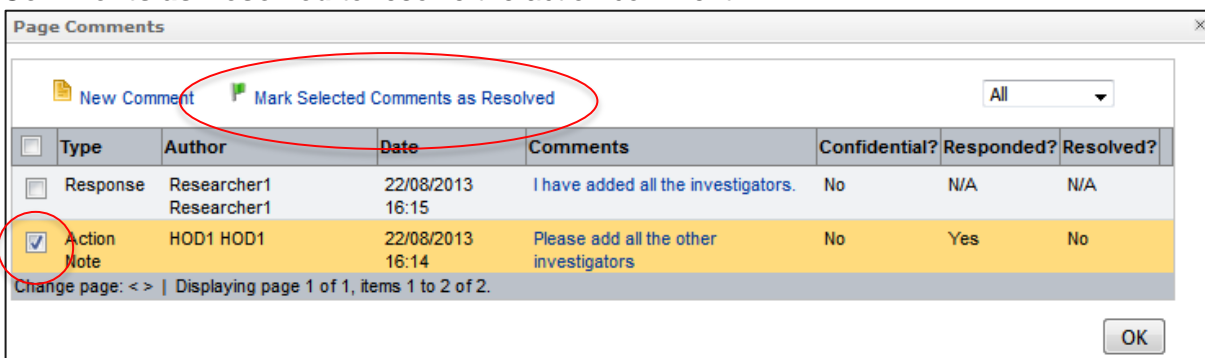 Page Comments
New Comment Mark Selected Comments as Resolved All
Type Author Date Comments Confidential? Responded? Resolved?
Response Researcher1 22/08/2013 I have added all the investigators. No N/A N/A
Researcher1 16:15
Action HOD1 HOD1 22/08/2013 Please add all the other No Yes No
Note 16:14 investigators
Change page: < > | Displaying page 1 of 1, items 1 to 2 of 2.
OK